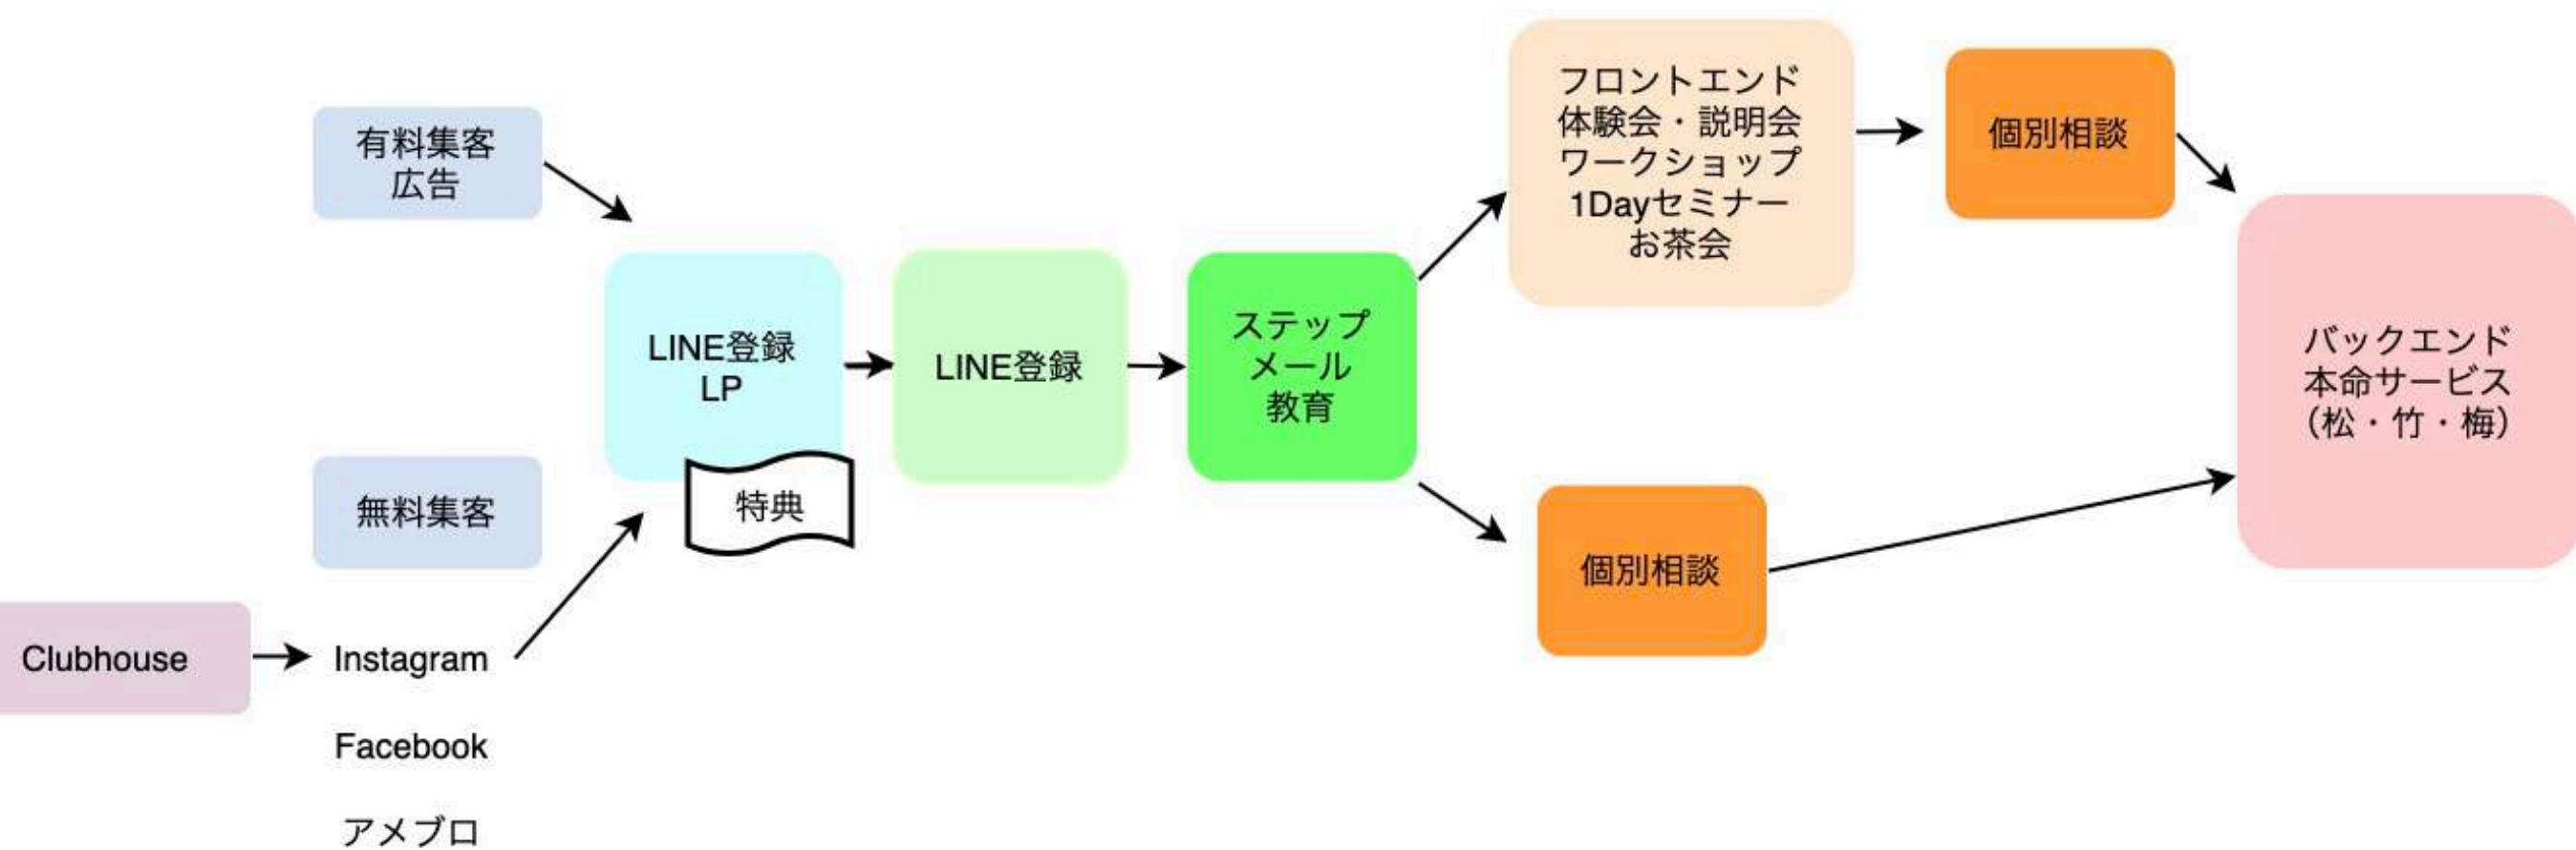 有料集客
広告
無料集客
Clubhouse
Instagram
Facebook
アメブロ
LINE登録
LP
特典
LINE登録
ステップ
メール
教育
フロントエンド
体験会・説明会
ワークショップ
1Dayセミナー
お茶会
個別相談
個別相談
バックエンド
本命サービス
（松・竹・梅）